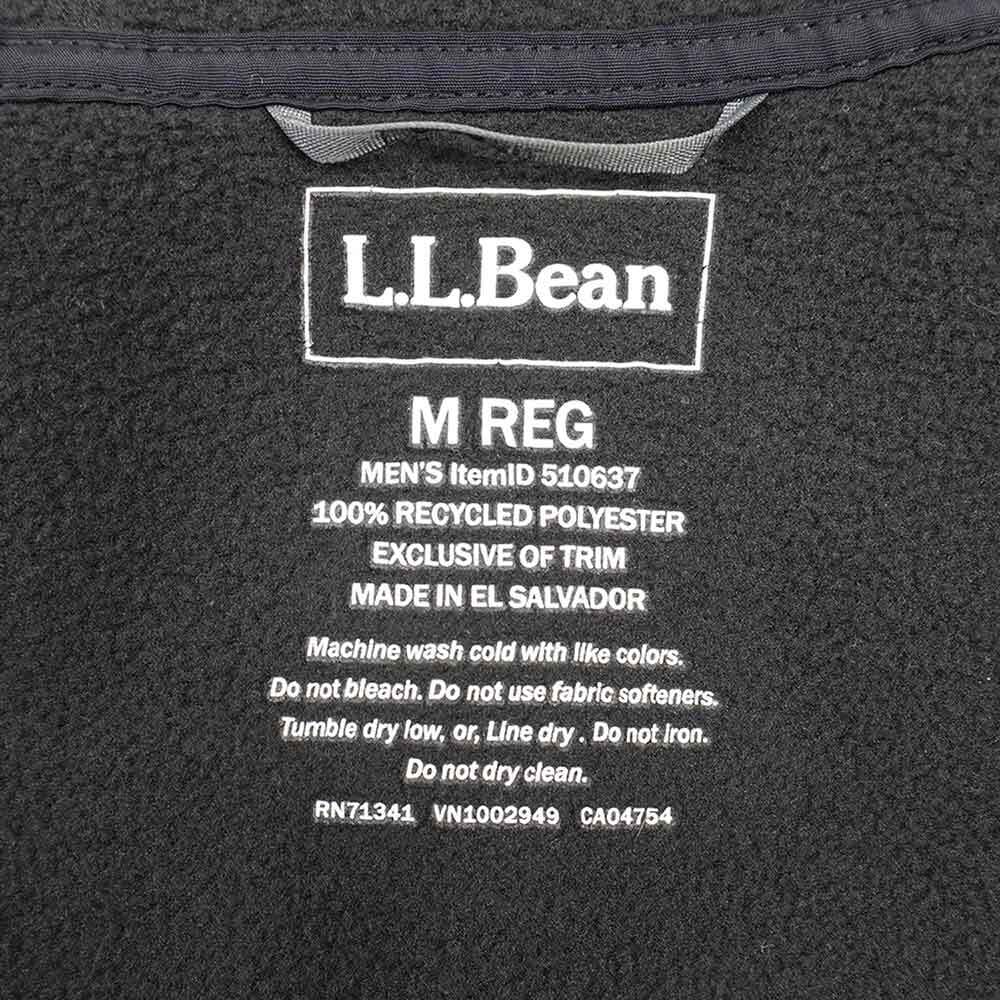 L.L.Bean
M REG
MEN'S ItemID 510637
100% RECYCLED POLYESTER
EXCLUSIVE OF TRIM
MADE IN EL SALVADOR
Machine wash cold with like colors.
Do not bleach. Do not use fabric softeners.
Tumble dry low, or, Line dry . Do not iron.
Do not dry clean.
RN71341 VN1002949 CA04754